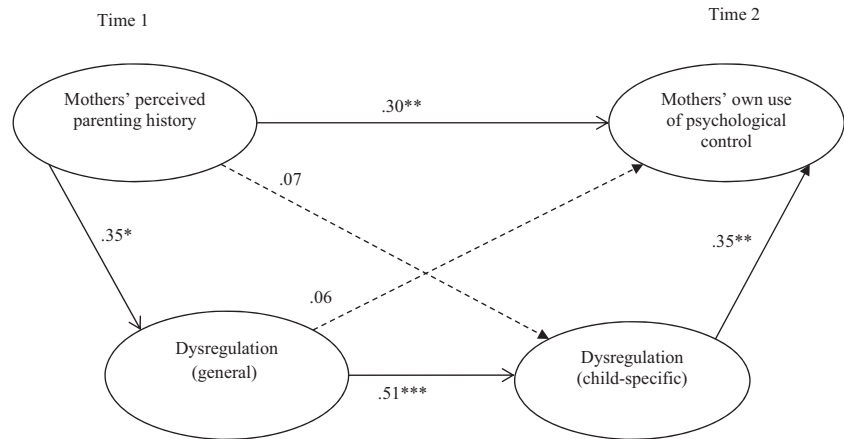 Time 1
Time 2
Mothers' perceived
parenting history
.30**
Mothers' own use
of psychological
control
.07
.35*
.35**
.06
Dysregulation
(general)
.51***
Dysregulation
(child-specific)